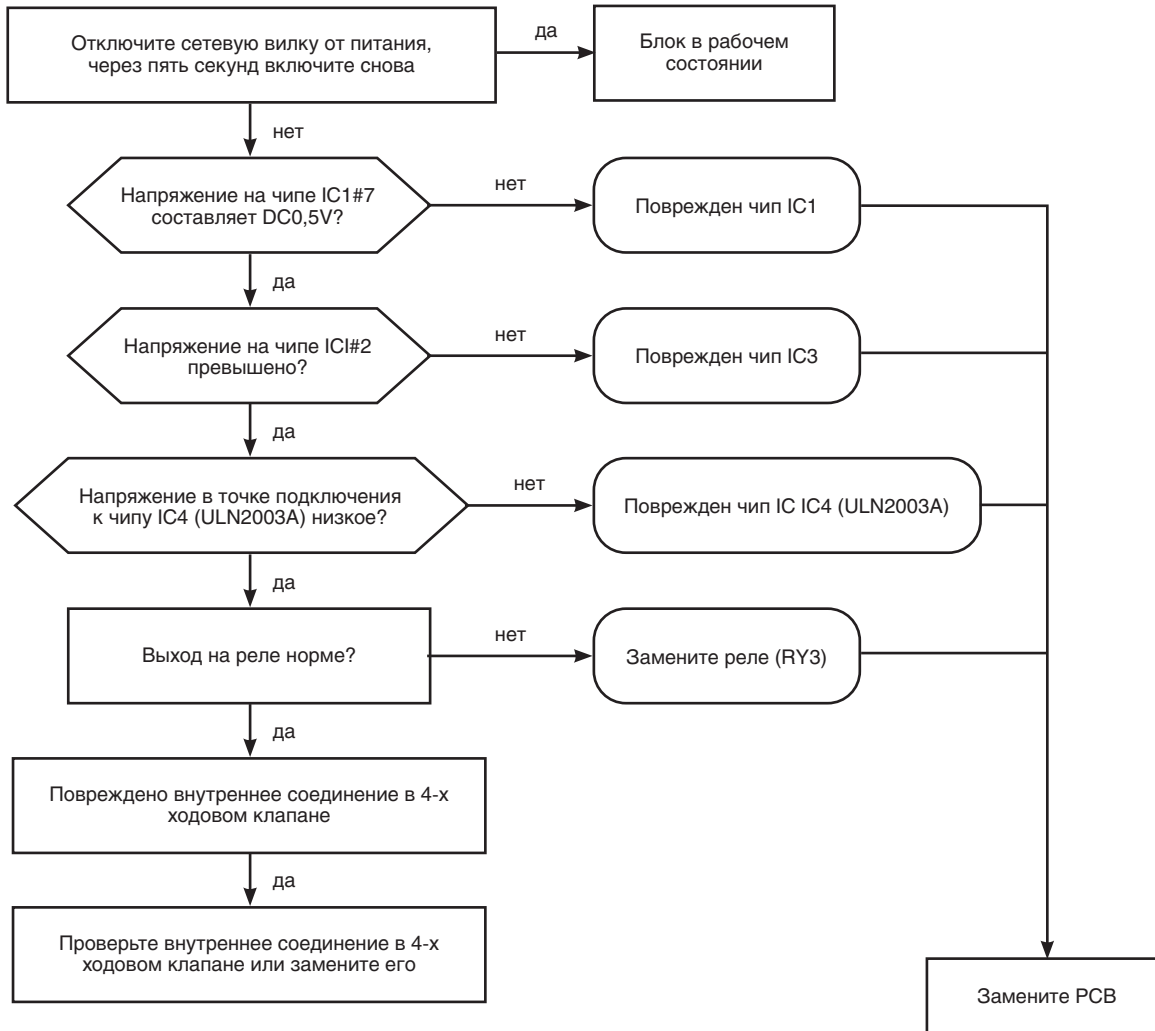 Отключите сетевую вилку от питания,
через пять секунд включите снова
да
Блок в рабочем
состоянии
нет
Напряжение на чипе IC1#7
составляет DC0,5V?
нет
Поврежден чип IC1
да
Напряжение на чипе ICI#2
превышено?
нет
Поврежден чип IC3
да
Напряжение в точке подключения
к чипу IC4 (ULN2003A) низкое?
нет
Поврежден чип IC IC4 (ULN2003A)
да
Выход на реле норме?
нет
Замените реле (RY3)
да
Повреждено внутреннее соединение в 4-х
ходовом клапане
да
Проверьте внутреннее соединение в 4-х
ходовом клапане или замените его
Замените PCB